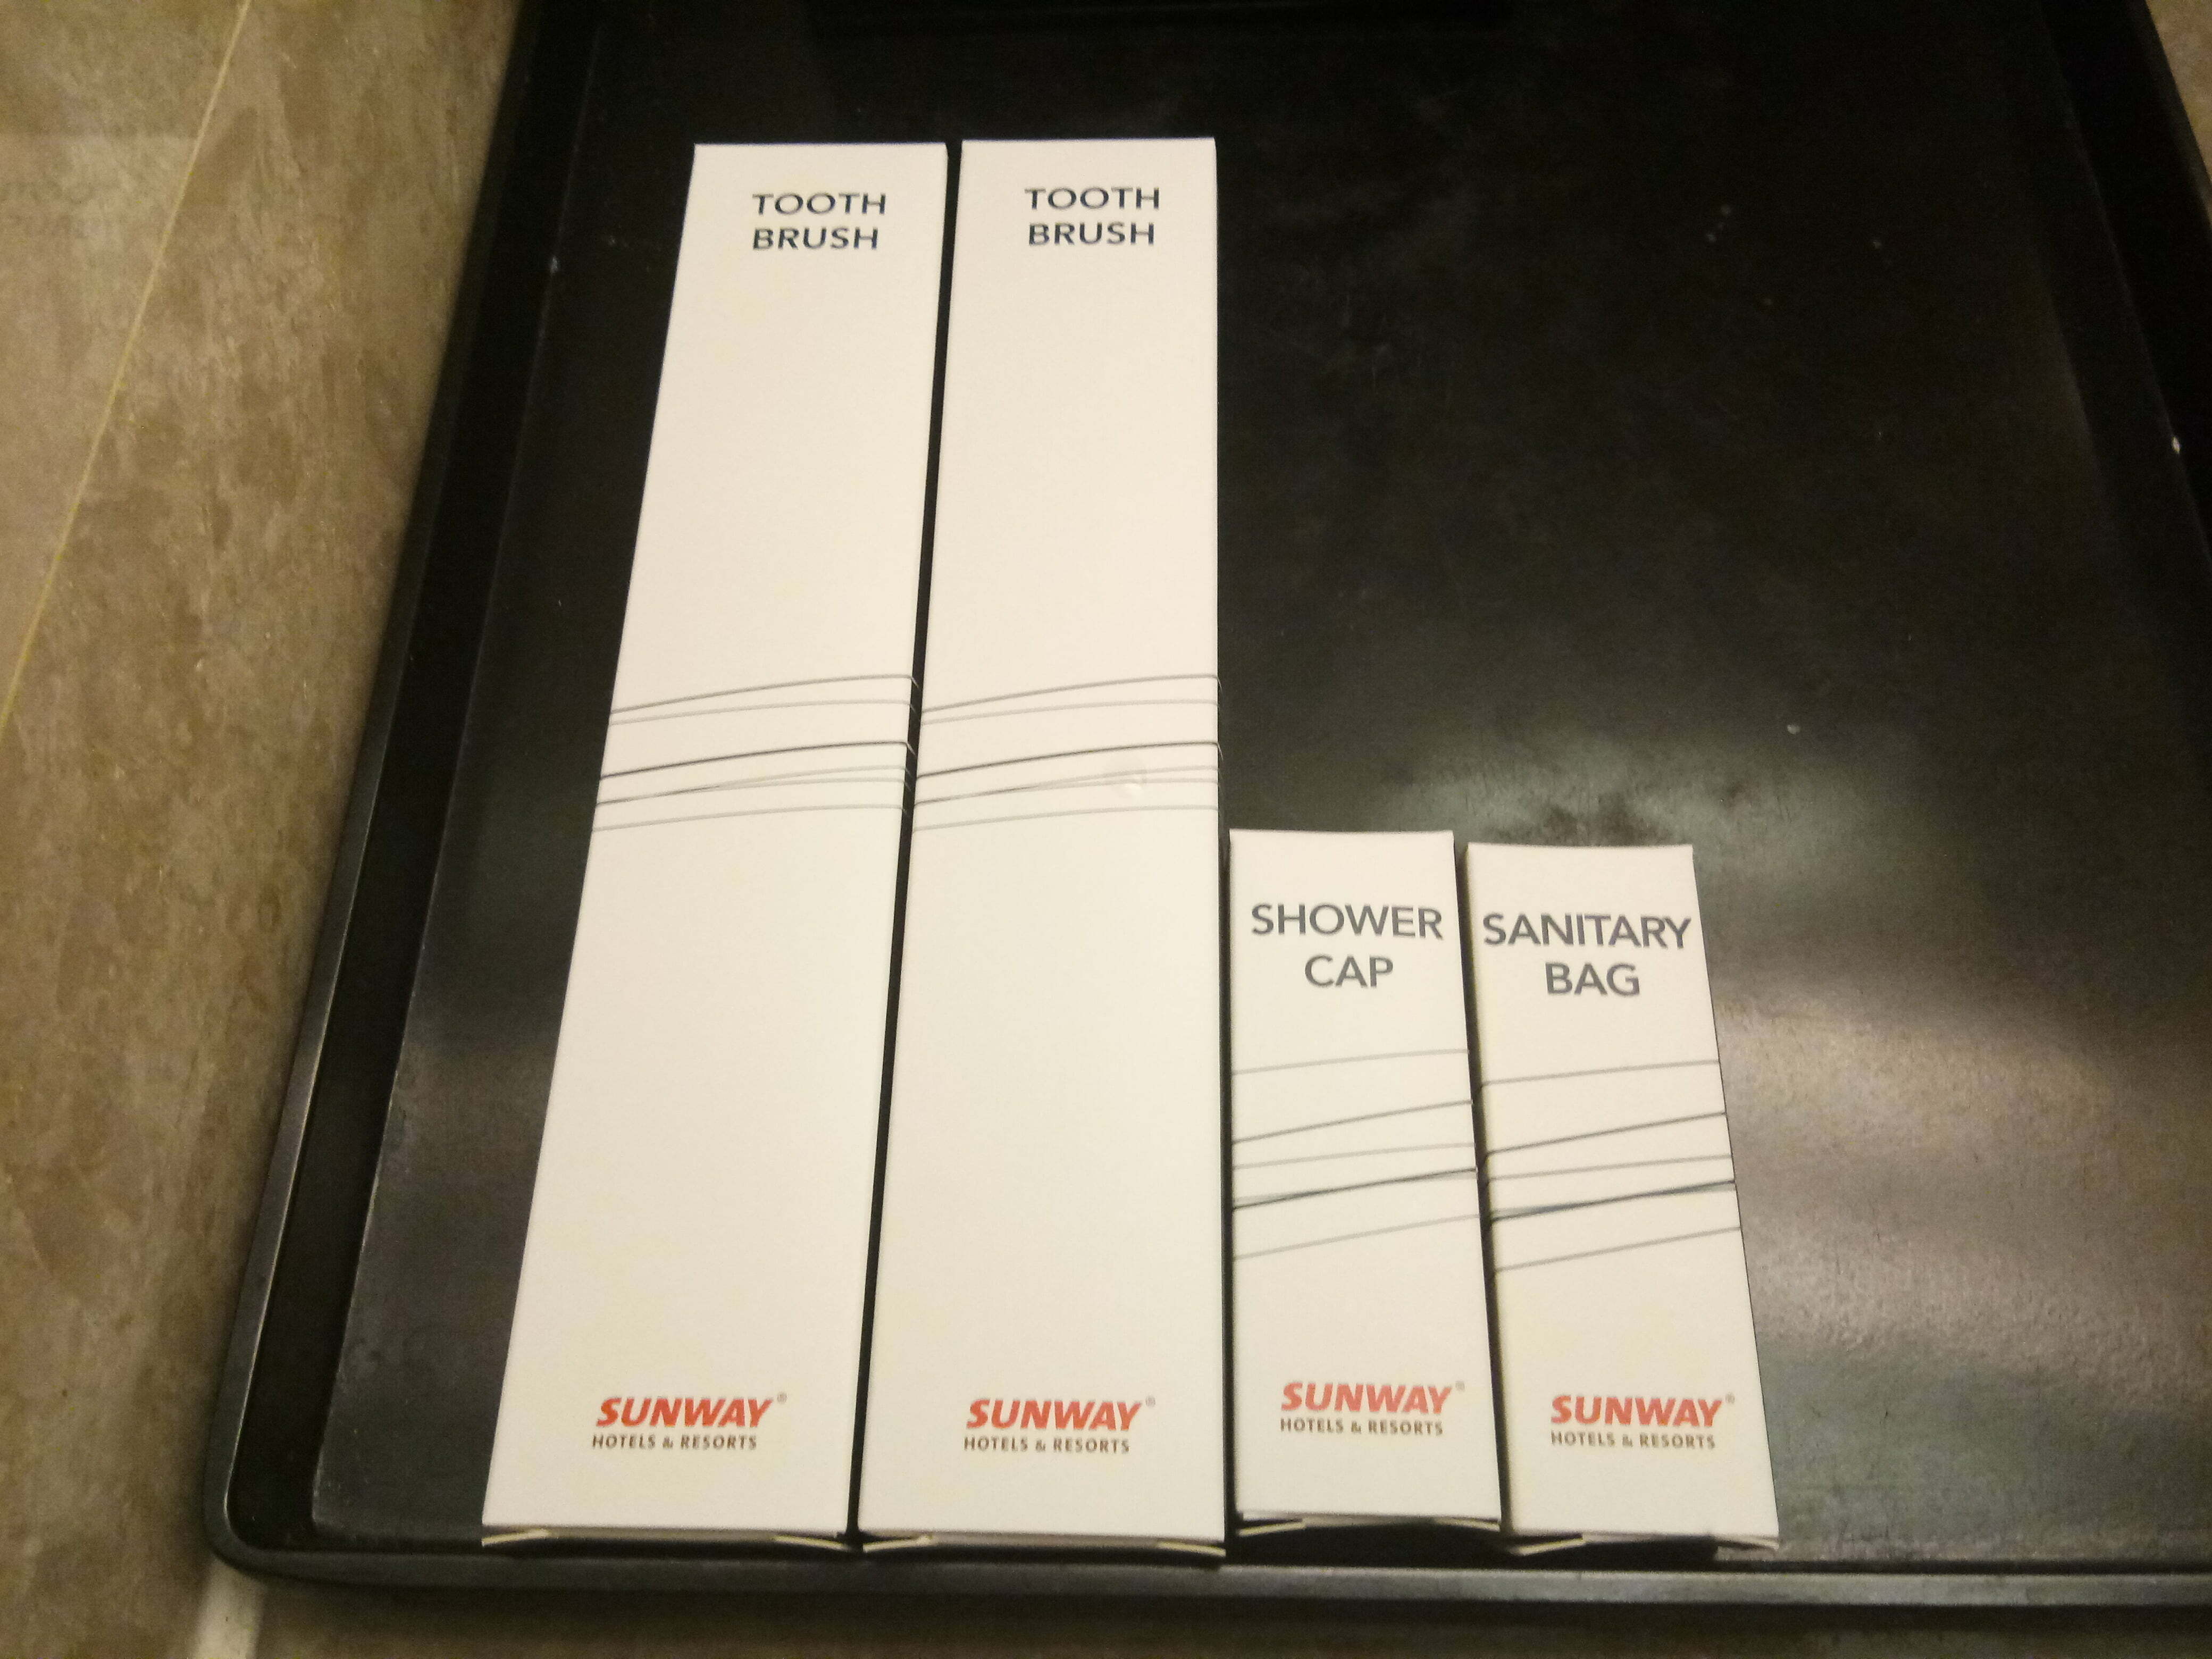 TOOTH
BRUSH
SUNWAY®
HOTELS & RESORTS
TOOTH
BRUSH
SUNWAY®
HOTELS & RESORTS
SHOWER
CAP
SUNWAY®
HOTELS & RESORTS
SANITARY
BAG
SUNWAY®
HOTELS & RESORTS